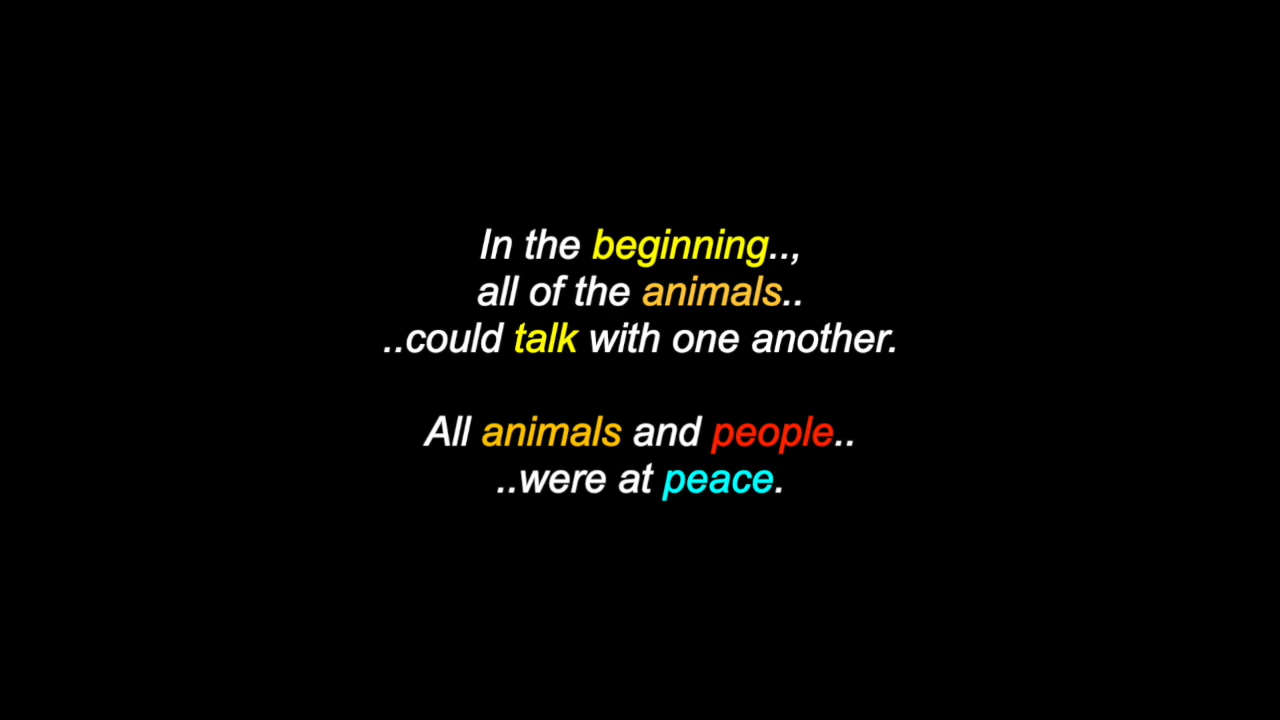 In the beginning..,
all of the animals..
..could talk with one another.
All animals and people..
..were at peace.